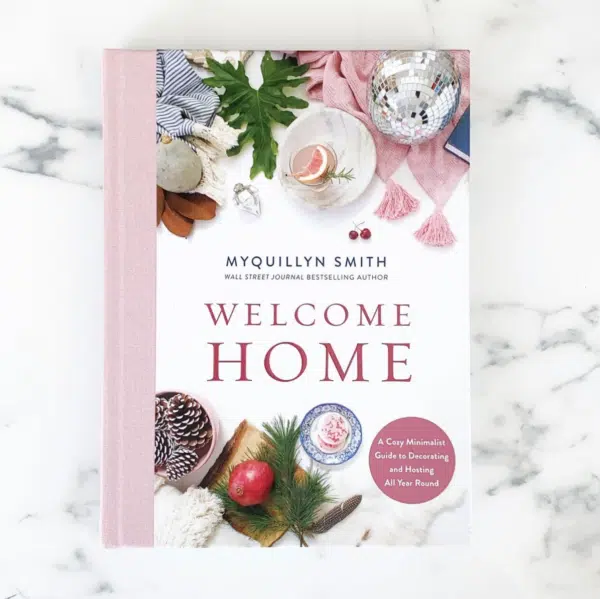 MYQUILLYN SMITH
WALL STREET JOURNAL BESTSELLING AUTHOR
WELCOME
HOME
A Cozy Minimalist
Guide to Decorating
and Hosting
All Year Round